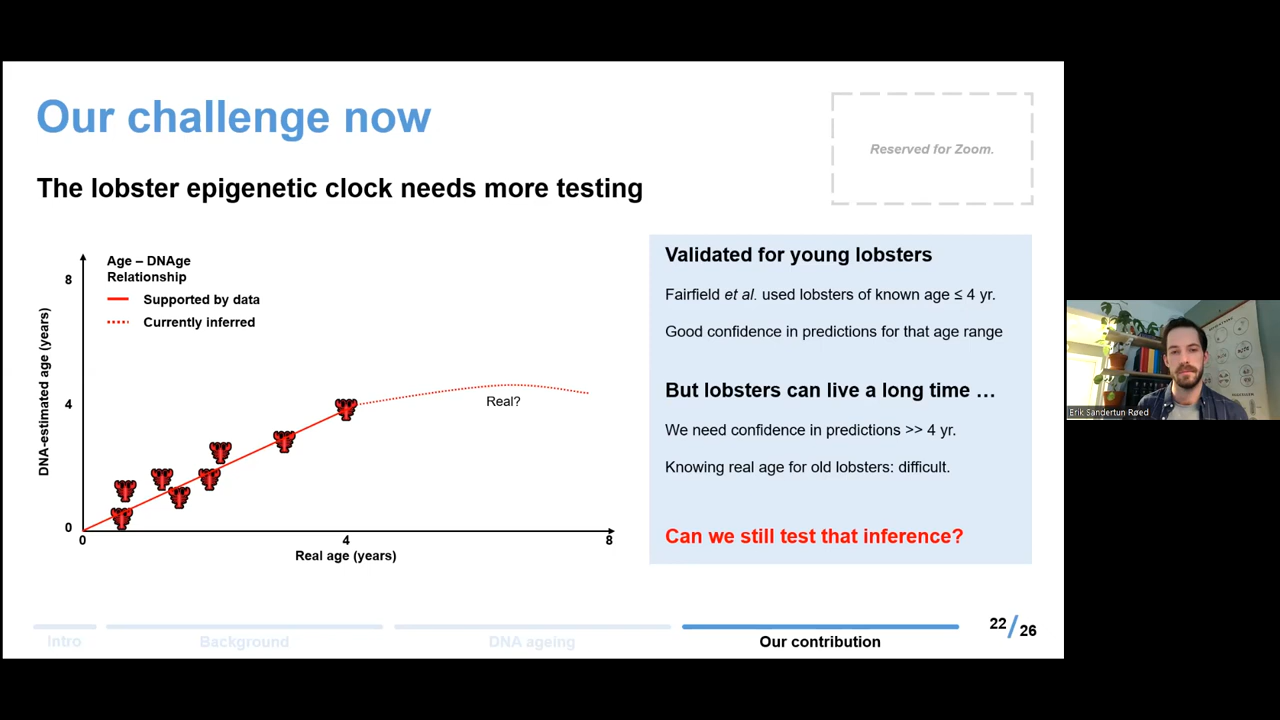 Our challenge now
Reserved for Zoom.
The lobster epigenetic clock needs more testing
Age – DNAge
Relationship
Supported by data
Currently inferred
DNA-estimated age (years)
8
4
0
Real?
0
4
8
Real age (years)
Validated for young lobsters
Fairfield et al. used lobsters of known age ≤ 4 yr.
Good confidence in predictions for that age range
But lobsters can live a long time …
We need confidence in predictions >> 4 yr.
Knowing real age for old lobsters: difficult.
Can we still test that inference?
Erik Sandertun Røed
Intro
Background
DNA ageing
Our contribution
22/26